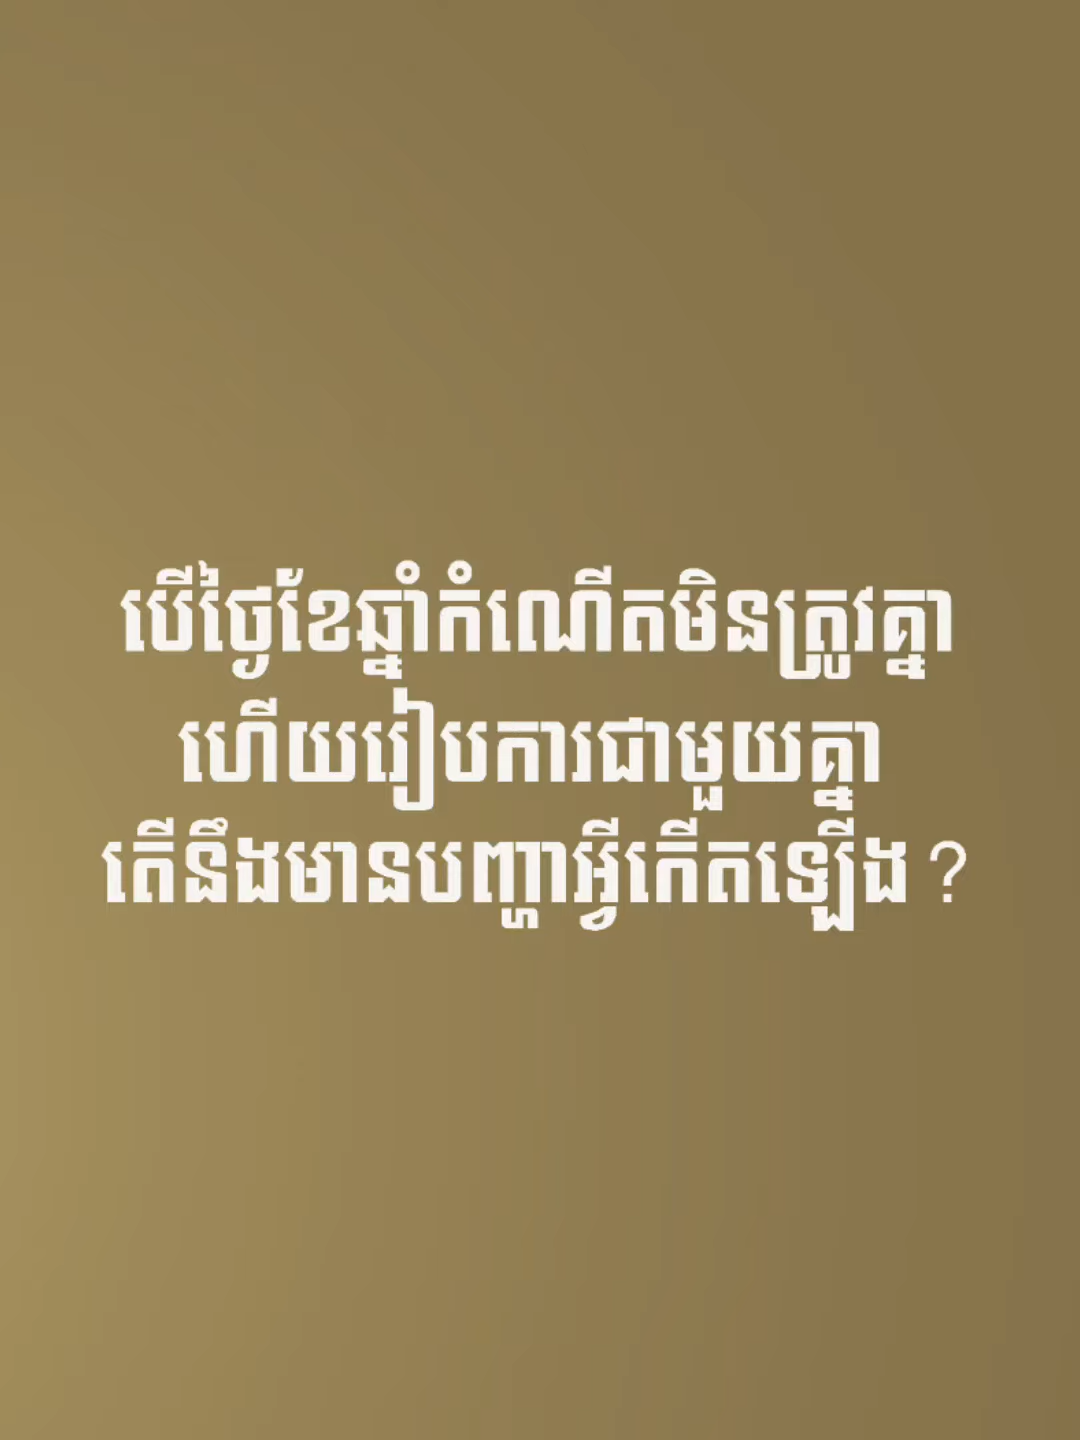 បើថ្ងៃខែឆ្នាំកំណើតមិនត្រូវគ្នា
ហើយរៀបការជាមួយគ្នា
តើនឹងមានបញ្ហាអ្វីកើតឡើង ?